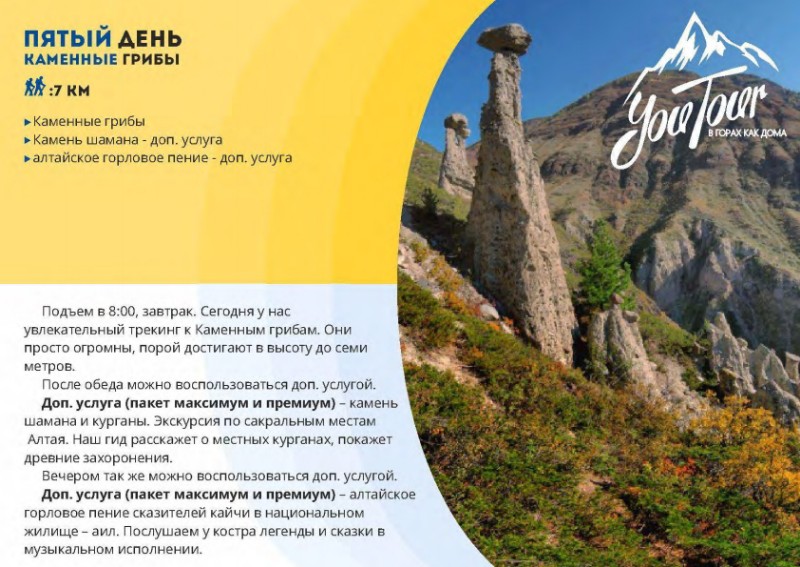 ПЯТЫЙ ДЕНЬ
КАМЕННЫЕ ГРИБЫ
:7 КМ
▸Каменные грибы
▸Камень шамана - доп. услуга
▸алтайское горловое пение - доп. услуга
You Tour
В ГОРАХ КАК ДОМА
Подъем в 8:00, завтрак. Сегодня у нас
увлекательный трекинг к Каменным грибам. Они
просто огромны, порой достигают в высоту до семи
метров.
После обеда можно воспользоваться доп. услугой.
Доп. услуга (пакет максимум и премиум) – камень
шамана и курганы. Экскурсия по сакральным местам
Алтая. Наш гид расскажет о местных курганах, покажет
древние захоронения.
Вечером так же можно воспользоваться доп. услугой.
Доп. услуга (пакет максимум и премиум) – алтайское
горловое пение сказителей кайчи в национальном
жилище – аил. Послушаем у костра легенды и сказки в
музыкальном исполнении.